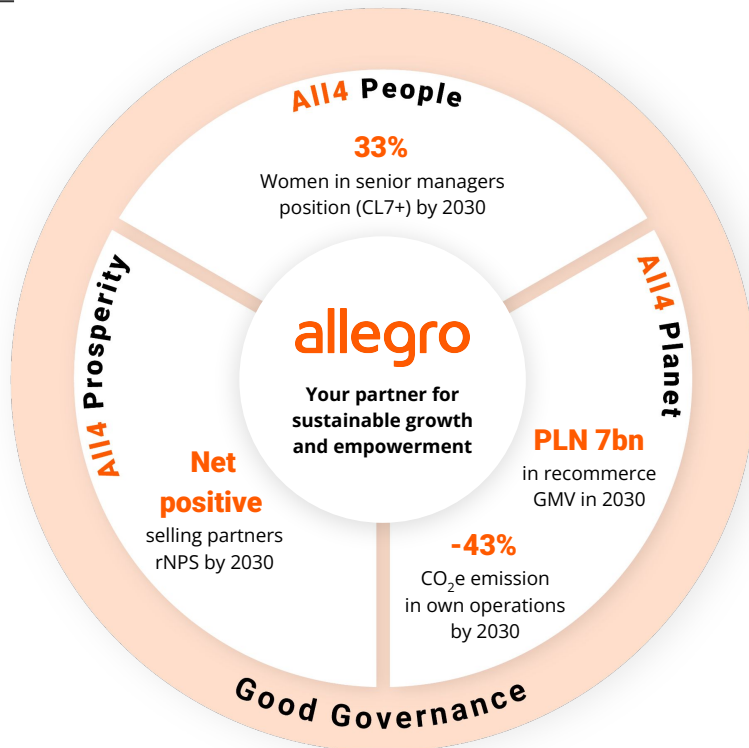 All4 People
33%
Women in senior managers
position (CL7+) by 2030
All4 Prosperity
Net
positive
selling partners
rNPS by 2030
allegro
Your partner for
sustainable growth
and empowerment
All4 Planet
PLN 7bn
in recommerce
GMV in 2030
-43%
CO₂e emission
in own operations
by 2030
Good Governance